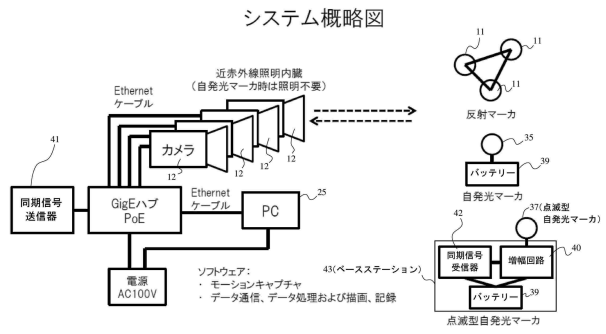 システム概略図
近赤外線照明内臓
(自発光マーカ時は照明不要)
Ethernet
ケーブル
41
カメラ
12
12
12
12
同期信号
送信器
GigEハブ
PoE
Ethernet
ケーブル
25
PC
電源
AC100V
ソフトウェア：
・ モーションキャプチャ
・ データ通信、データ処理および描画、記録
11
11
11
反射マーカ
35
39
バッテリー
自発光マーカ
37(点滅型
自発光マーカ)
42
同期信号
受信器
増幅回路
40
43(ベースステーション)
39
バッテリー
点滅型自発光マーカ